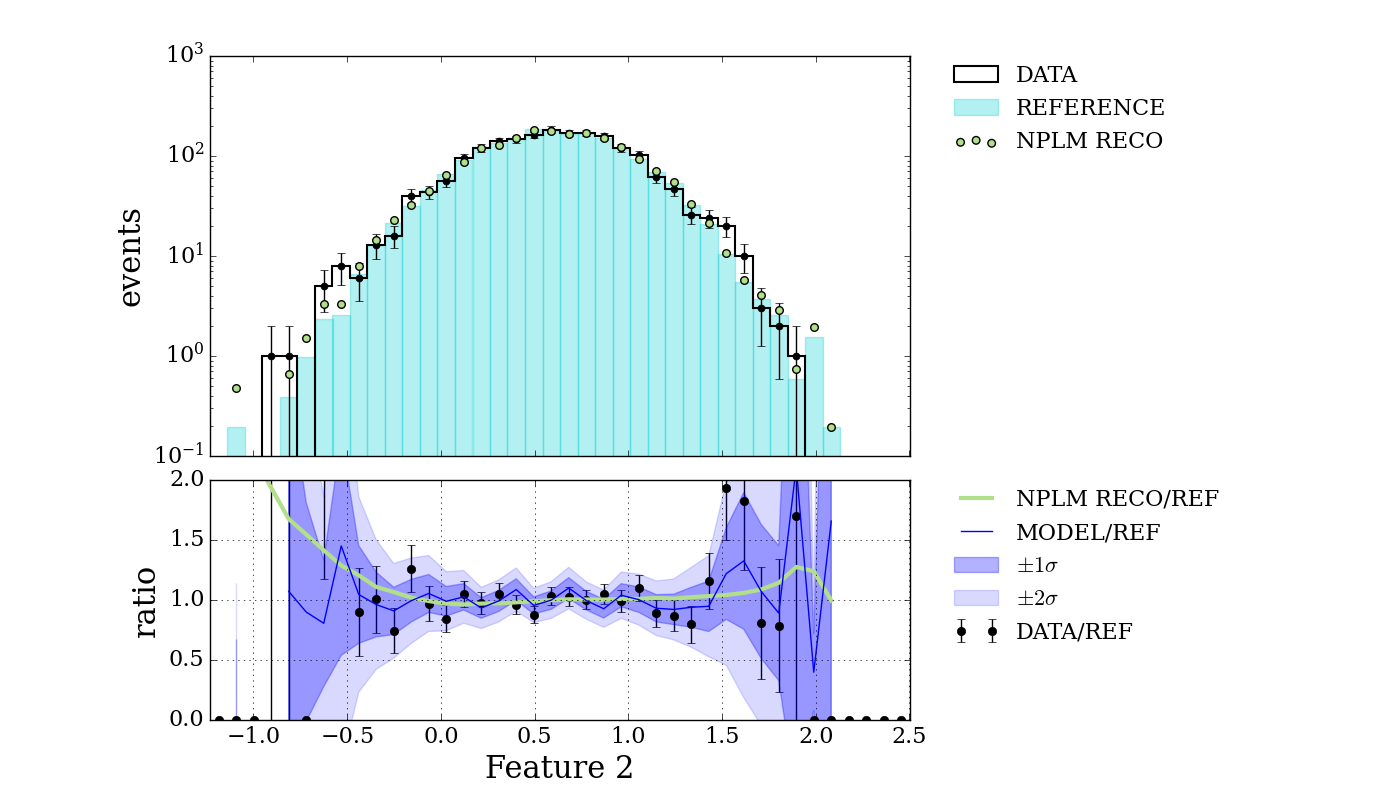 10³
10²
10¹
10⁰
10⁻¹
events
DATA
REFERENCE
NPLM RECO
2.0
1.5
1.0
0.5
0.0
ratio
−1.0 −0.5 0.0 0.5 1.0 1.5 2.0 2.5
Feature 2
NPLM RECO/REF
MODEL/REF
±1σ
±2σ
DATA/REF